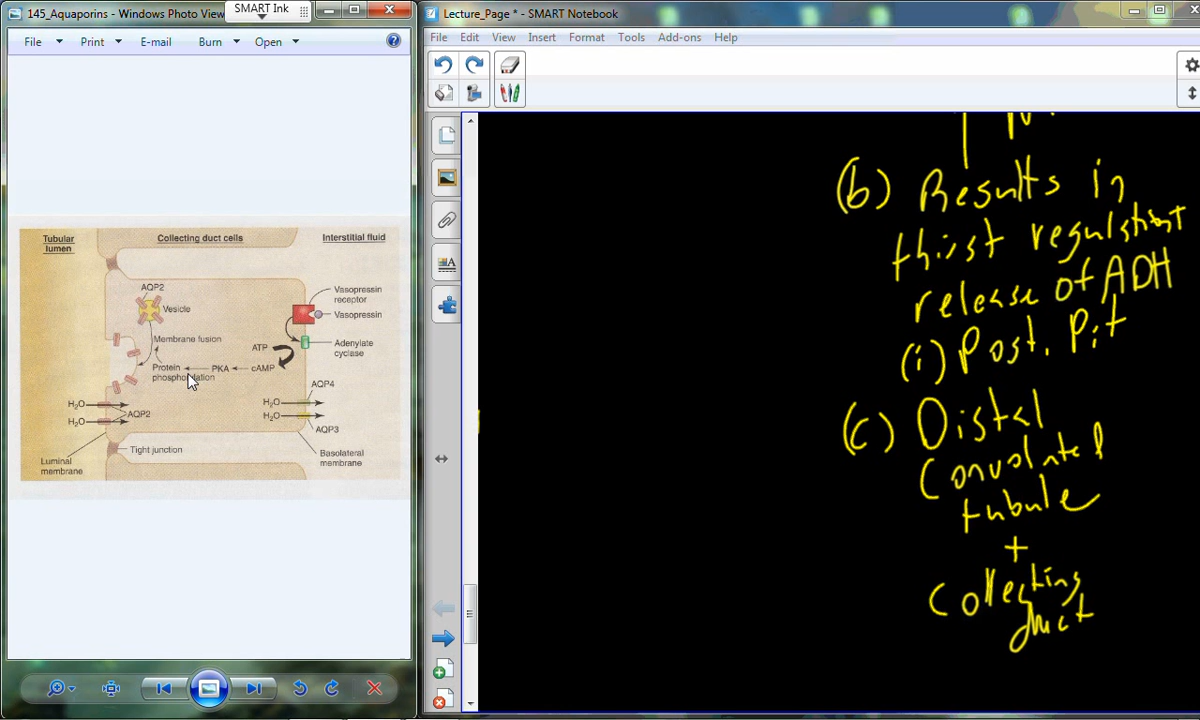 145_Aquaporins - Windows Photo View
SMART Ink
File Print E-mail Burn Open
Tubular
lumen
Collecting duct cells
Interstitial fluid
AQP2
Vesicle
Vasopressin
receptor
Vasopressin
Membrane fusion
ATP
Adenylate
cyclase
Protein
phosphorylation
PKA
cAMP
AQP4
H₂O
H₂O
AQP2
H₂O
H₂O
AQP3
Tight junction
Luminal
membrane
Basolateral
membrane
Lecture_Page * - SMART Notebook
File Edit View Insert Format Tools Add-ons Help
(b) Results in
thirst regulation +
release of ADH
(i) Post. Pit
(c) Distal
Convoluted
tubule
+
Collecting
duct